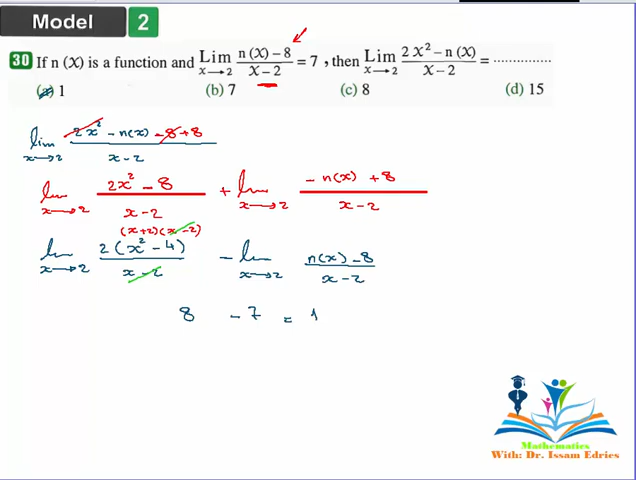 Model 2
30 If n (X) is a function and Lim X→2 n (X) – 8 / X – 2 = 7 , then Lim X→2 2 X² – n (X) / X – 2 = ...............
(a) 1 (b) 7 (c) 8 (d) 15
lim x→2 2x² - n(x) - 8 + 8 / x - 2
lim x→2 2x² - 8 / x - 2 + lim x→2 - n(x) + 8 / x - 2
(x+2)(x-2)
lim x→2 2(x² - 4) / x - 2 - lim x→2 n(x) - 8 / x - 2
8 - 7 = 1
Mathematics
With: Dr. Issam Edries